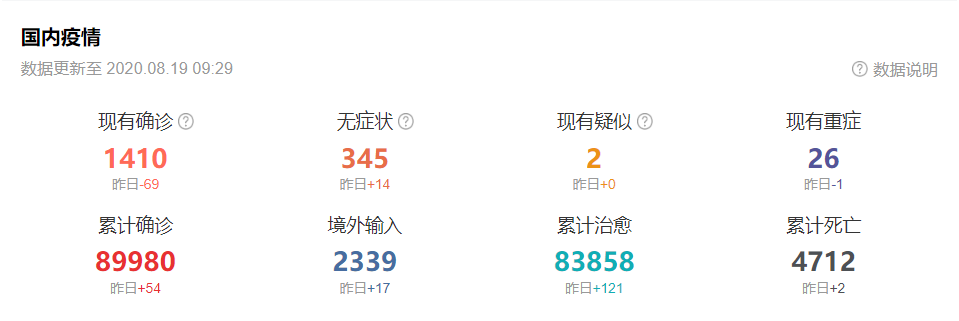 国内疫情
数据更新至 2020.08.19 09:29
? 数据说明
现有确诊 ? 无症状 ? 现有疑似 ? 现有重症
1410 345 2 26
昨日-69 昨日+14 昨日+0 昨日-1
累计确诊 境外输入 累计治愈 累计死亡
89980 2339 83858 4712
昨日+54 昨日+17 昨日+121 昨日+2